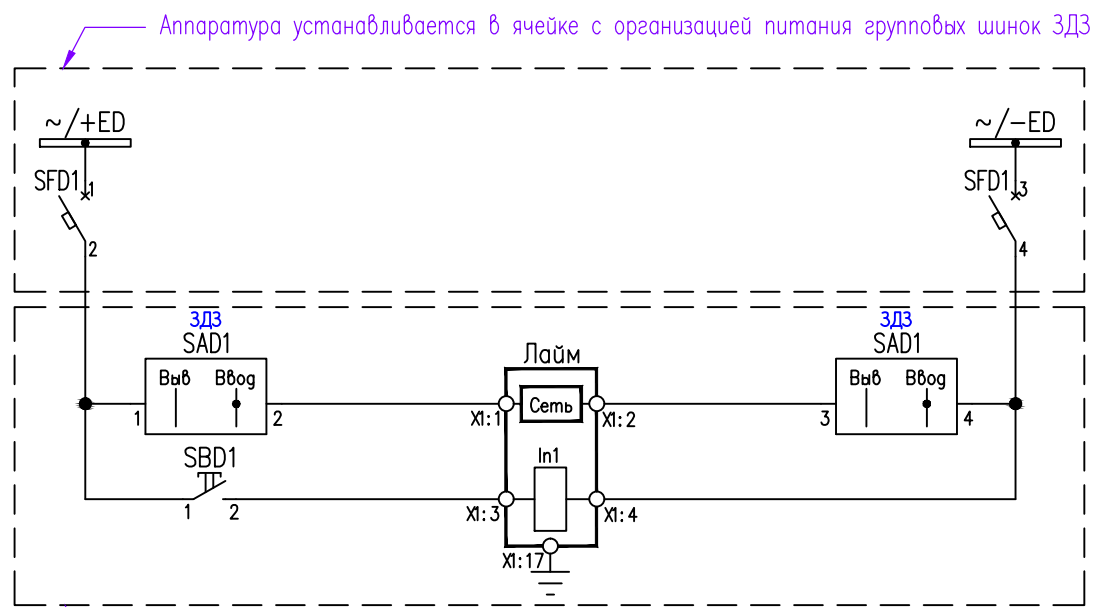 Аппаратура устанавливается в ячейке с организацией питания групповых шинок ЗДЗ
~/+ED ~/-ED
SFD1 1 SFD1 3
2 4
ЗДЗ ЗДЗ
SAD1 Лайм SAD1
Выв Ввод Выв Ввод
Сеть
1 2 X1:1 X1:2 3 4
SBD1 In1
1 2 X1:3 X1:4
X1:17